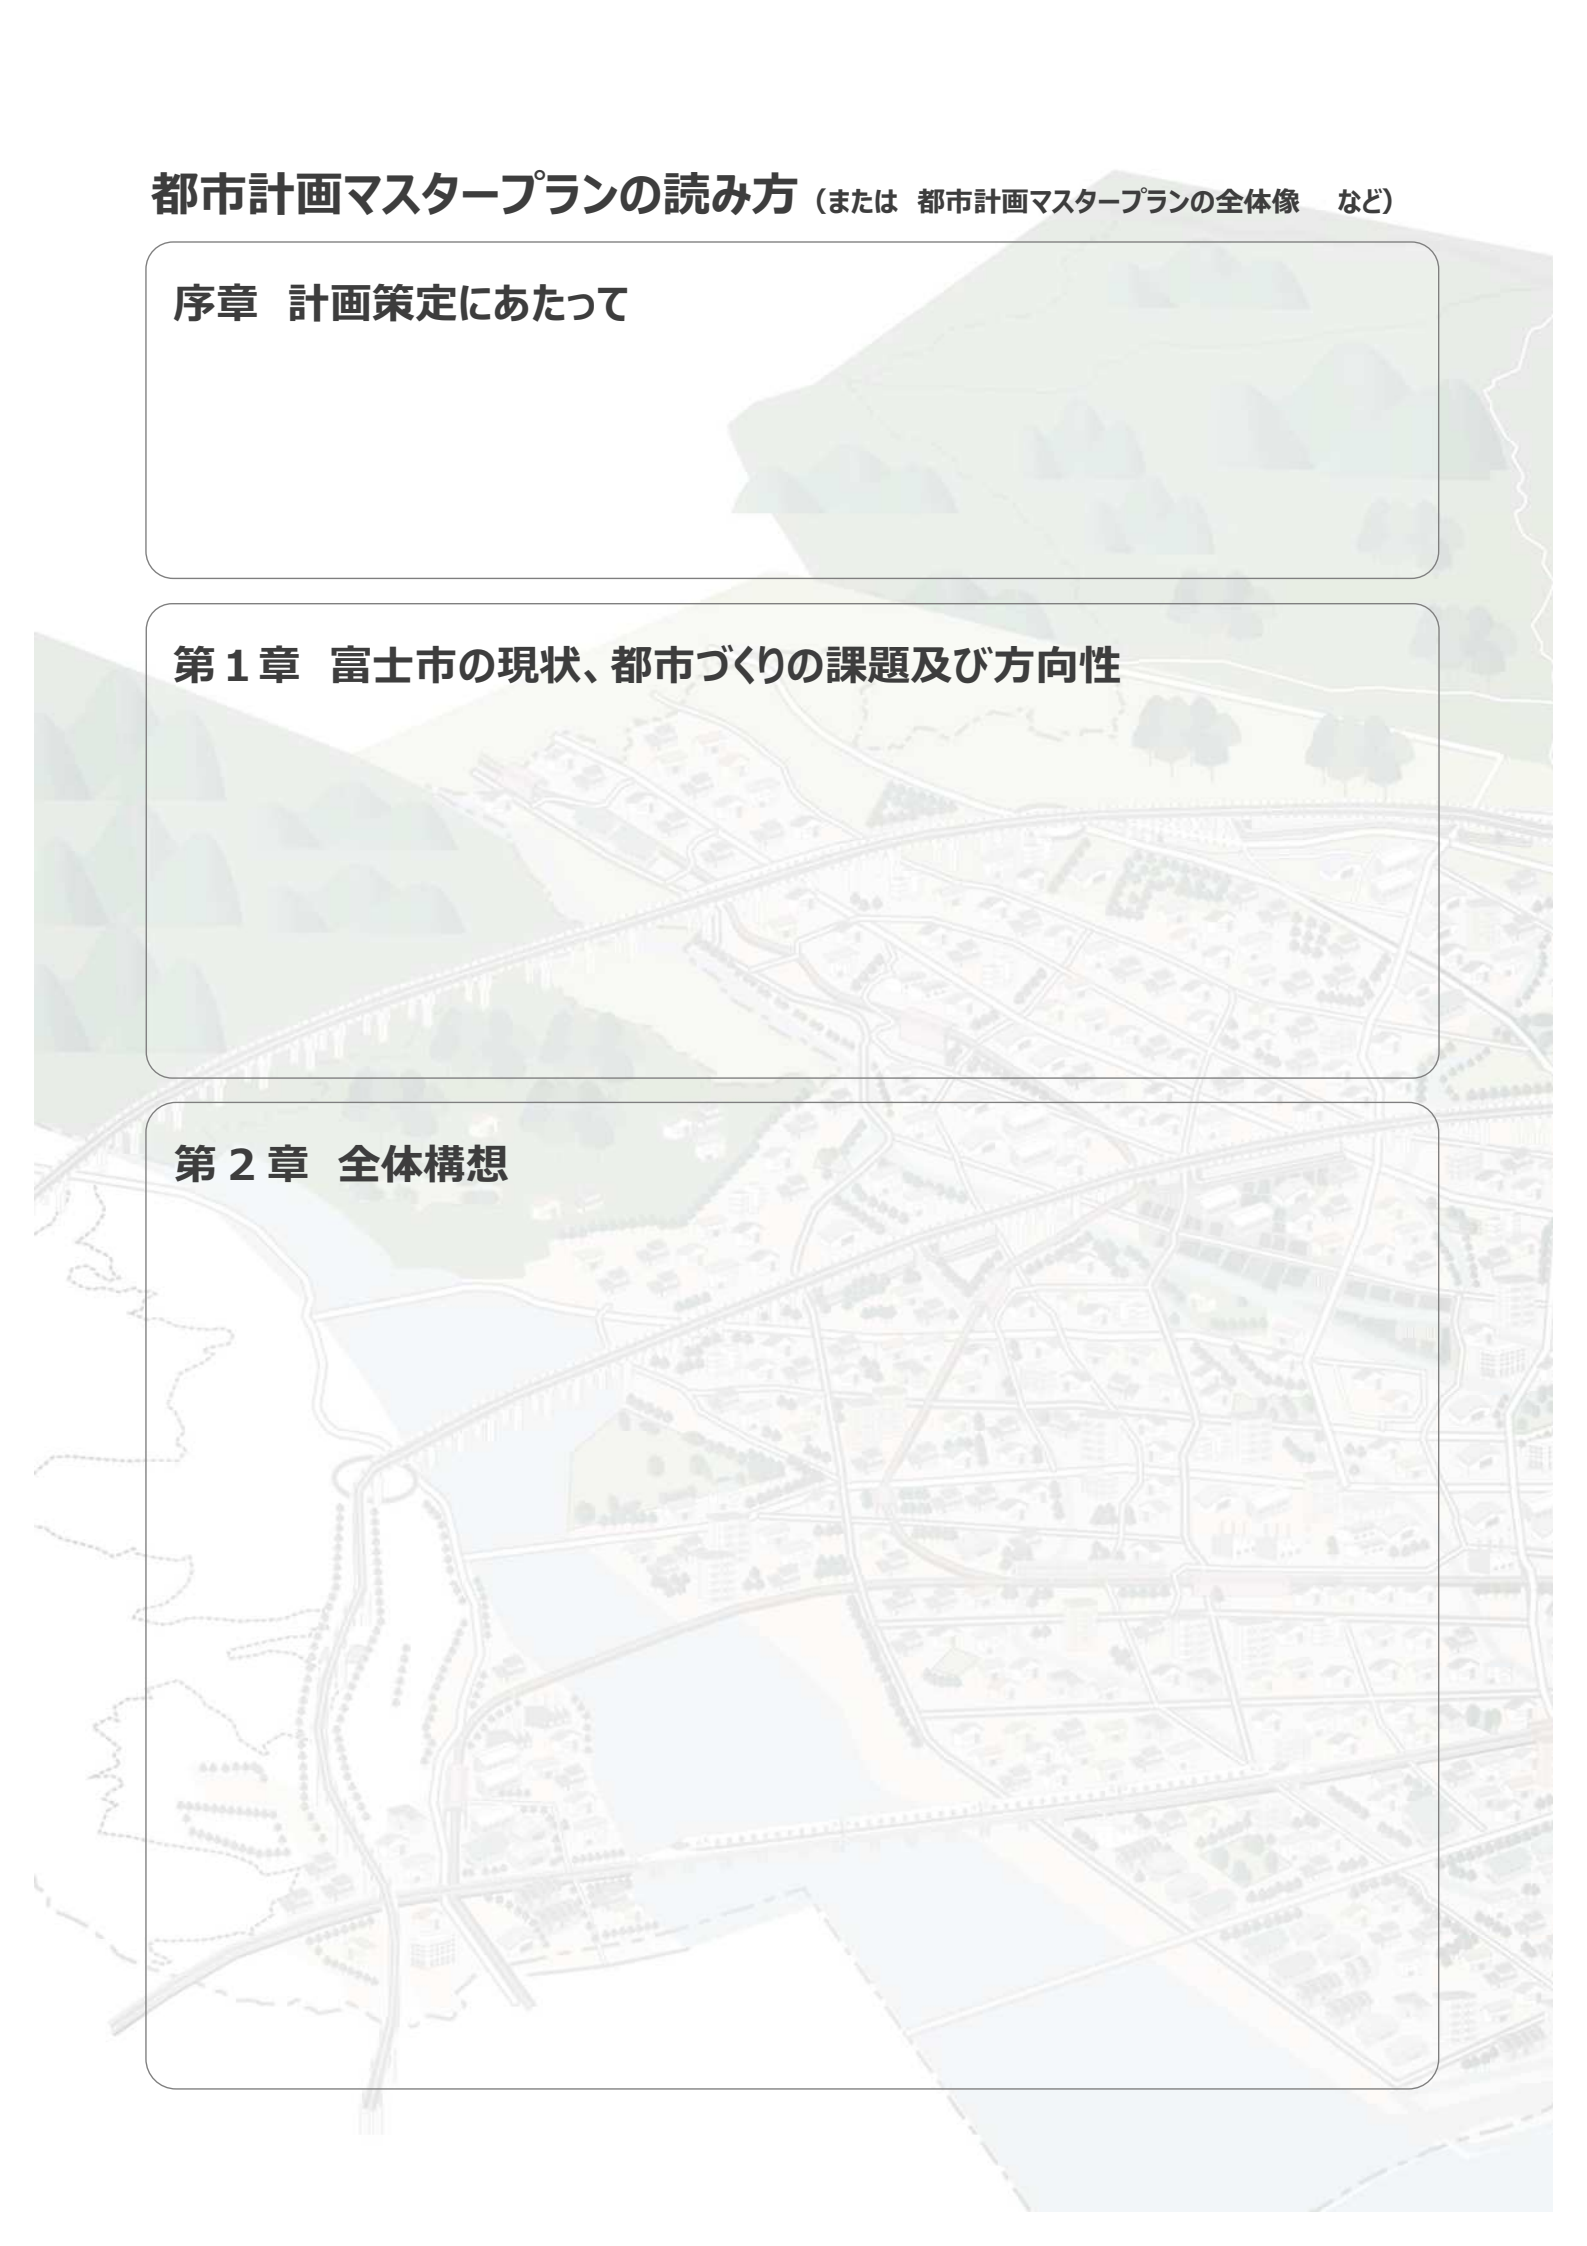 都市計画マスタープランの読み方（または　都市計画マスタープランの全体像　など）
序章　計画策定にあたって
第１章　富士市の現状、都市づくりの課題及び方向性
第２章　全体構想